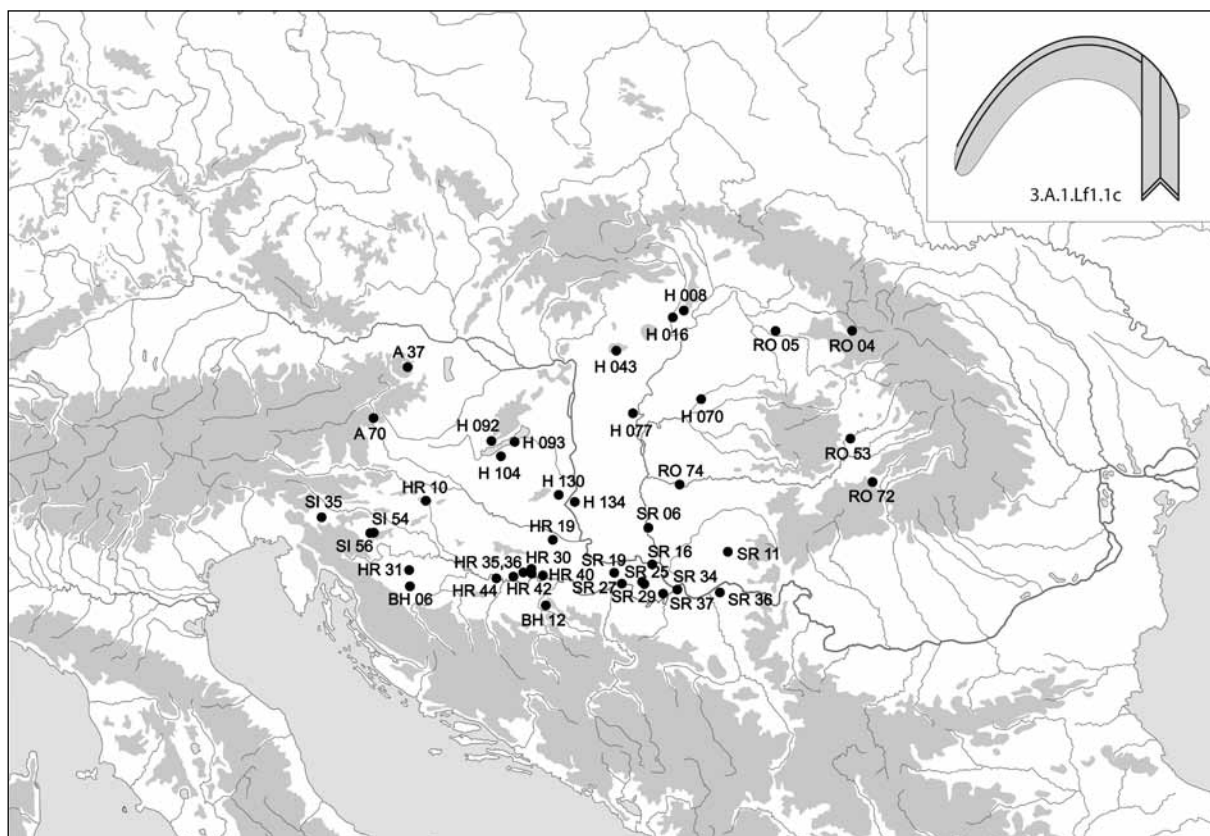 3.A.1.Lf1.1c
H 008
H 016
RO 05
RO 04
H 043
A 37
H 070
A 70
H 077
H 092
H 093
RO 53
H 104
RO 74
RO 72
HR 10
H 130
H 134
SI 35
SR 06
SI 54
SI 56
HR 19
SR 16
SR 11
HR 31
HR 35,36
HR 30
SR 19
SR 25
HR 44
HR 42
HR 40
SR 27
SR 34
BH 06
SR 29
SR 37
SR 36
BH 12